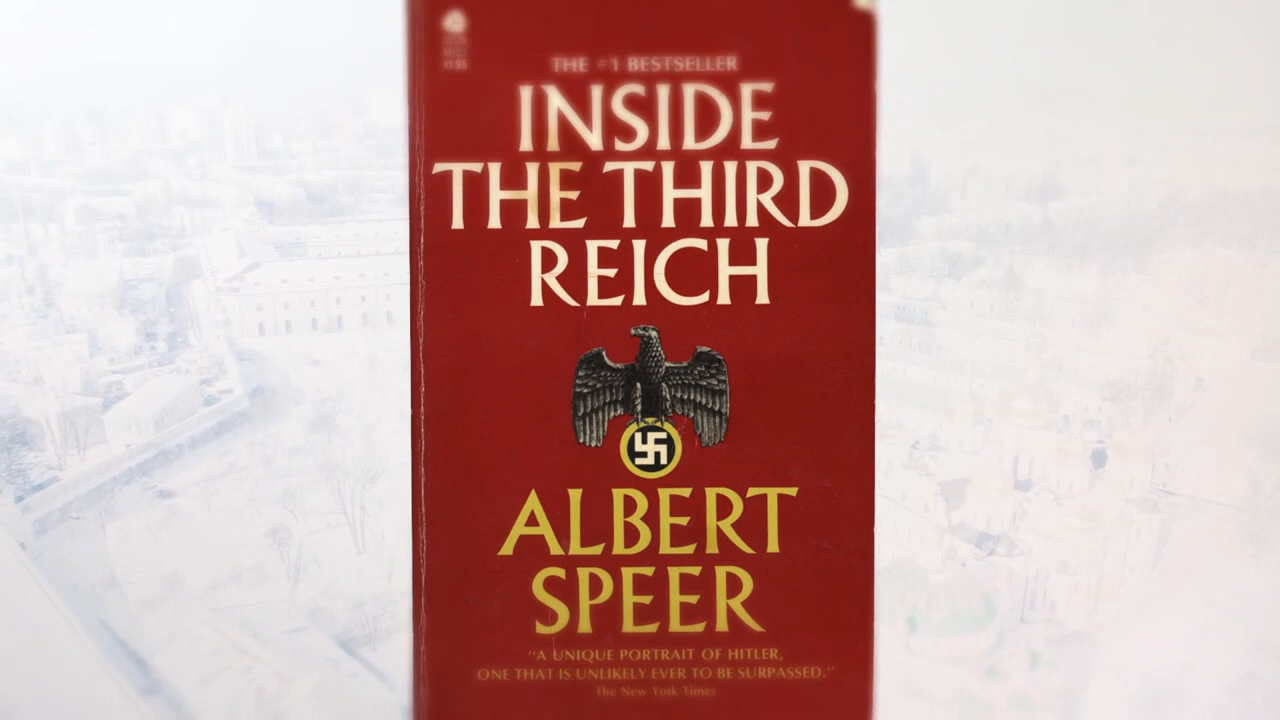 THE #1 BESTSELLER
INSIDE
THE THIRD
REICH
ALBERT
SPEER
"A UNIQUE PORTRAIT OF HITLER,
ONE THAT IS UNLIKELY EVER TO BE SURPASSED."
The New York Times